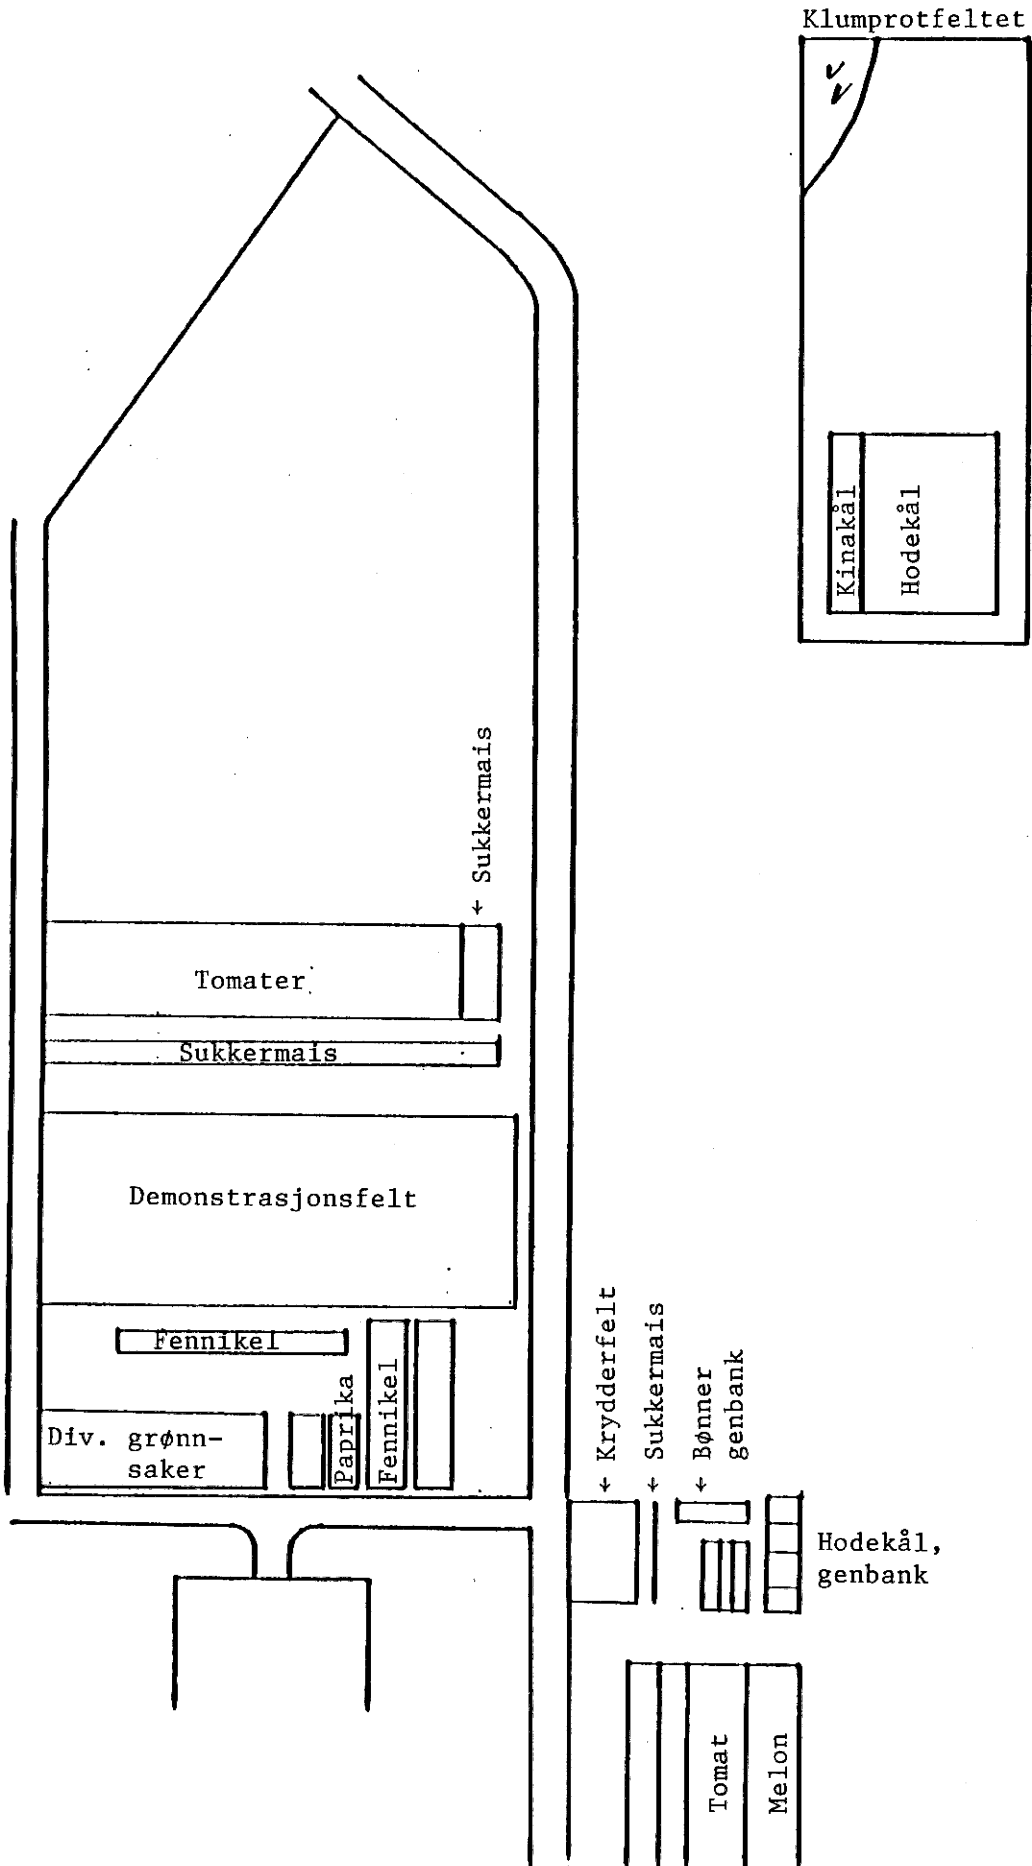 Klumprotfeltet
Kinakål
Hodekål
← Sukkermais
Tomater
Sukkermais
Demonstrasjonsfelt
Fennikel
Paprika
Fennikel
Div. grønn-
saker
← Krydderfelt
← Sukkermais
← Bønner
genbank
Hodekål,
genbank
Tomat
Melon